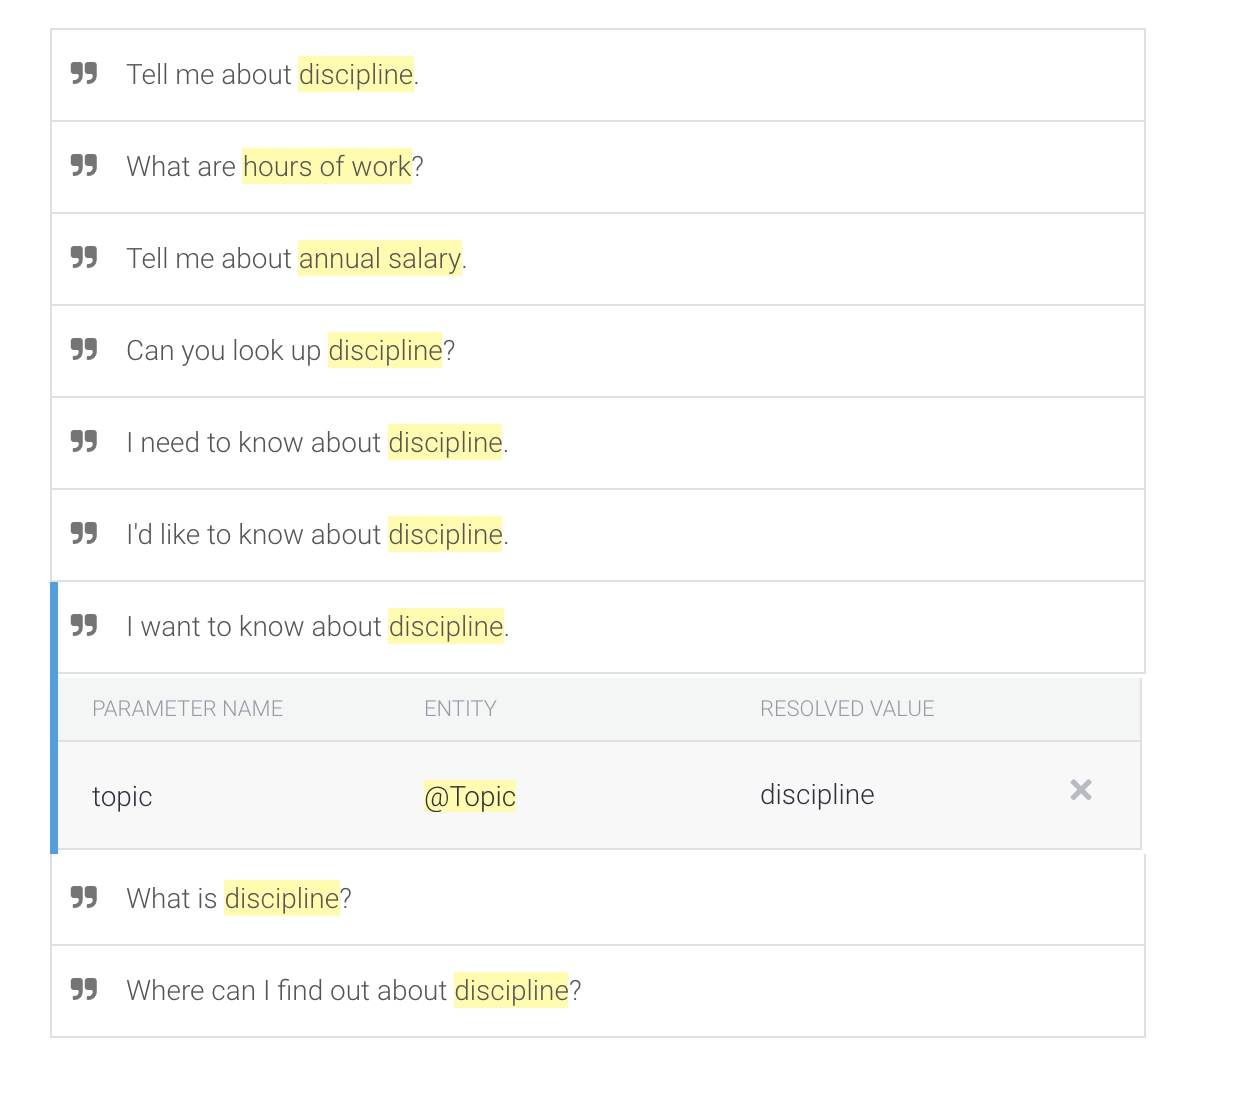 Tell me about discipline.
What are hours of work?
Tell me about annual salary.
Can you look up discipline?
I need to know about discipline.
I'd like to know about discipline.
I want to know about discipline.
PARAMETER NAME ENTITY RESOLVED VALUE
topic @Topic discipline
What is discipline?
Where can I find out about discipline?